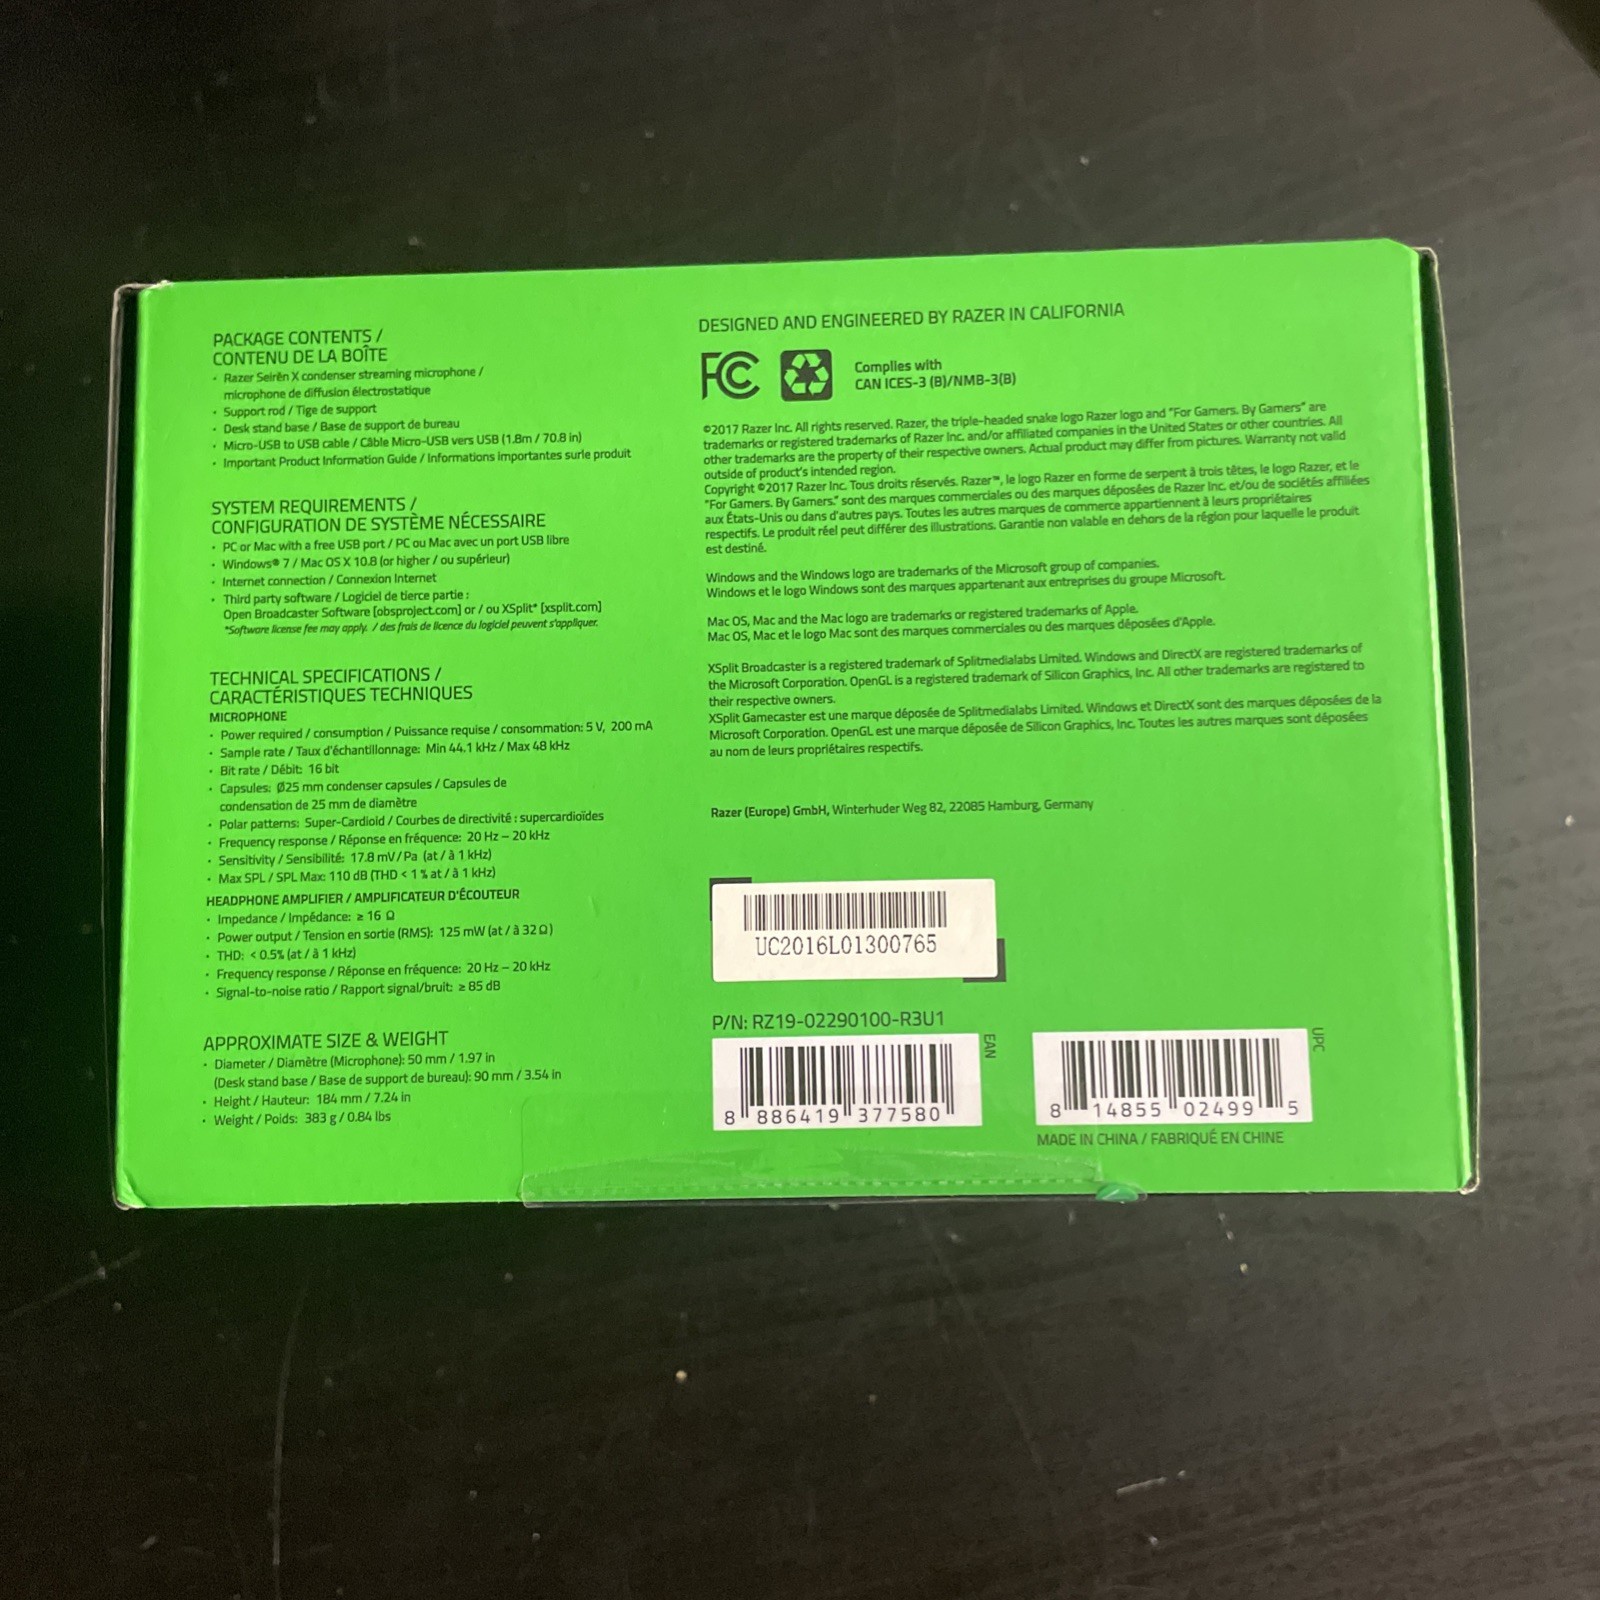 PACKAGE CONTENTS /
CONTENU DE LA BOÎTE
• Razer Seirēn X condenser streaming microphone /
microphone de diffusion électrostatique
• Support rod / Tige de support
• Desk stand base / Base de support de bureau
• Micro-USB to USB cable / Câble Micro-USB vers USB (1.8m / 70.8 in)
• Important Product Information Guide / Informations importantes surle produit
SYSTEM REQUIREMENTS /
CONFIGURATION DE SYSTÈME NÉCESSAIRE
• PC or Mac with a free USB port / PC ou Mac avec un port USB libre
• Windows® 7 / Mac OS X 10.8 (or higher / ou supérieur)
• Internet connection / Connexion Internet
• Third party software / Logiciel de tierce partie :
Open Broadcaster Software [obsproject.com] or / ou XSplit* [xsplit.com]
*Software license fee may apply. / des frais de licence du logiciel peuvent s'appliquer.
TECHNICAL SPECIFICATIONS /
CARACTÉRISTIQUES TECHNIQUES
MICROPHONE
• Power required / consumption / Puissance requise / consommation: 5 V, 200 mA
• Sample rate / Taux d'échantillonnage: Min 44.1 kHz / Max 48 kHz
• Bit rate / Débit: 16 bit
• Capsules: Ø25 mm condenser capsules / Capsules de
condensation de 25 mm de diamètre
• Polar patterns: Super-Cardioid / Courbes de directivité : supercardioïdes
• Frequency response / Réponse en fréquence: 20 Hz – 20 kHz
• Sensitivity / Sensibilité: 17.8 mV/Pa (at / à 1 kHz)
• Max SPL / SPL Max: 110 dB (THD < 1 % at / à 1 kHz)
HEADPHONE AMPLIFIER / AMPLIFICATEUR D'ÉCOUTEUR
• Impedance / Impédance: ≥ 16 Ω
• Power output / Tension en sortie (RMS): 125 mW (at / à 32 Ω)
• THD: < 0.5% (at / à 1 kHz)
• Frequency response / Réponse en fréquence: 20 Hz – 20 kHz
• Signal-to-noise ratio / Rapport signal/bruit: ≥ 85 dB
APPROXIMATE SIZE & WEIGHT
• Diameter / Diamètre (Microphone): 50 mm / 1.97 in
(Desk stand base / Base de support de bureau): 90 mm / 3.54 in
• Height / Hauteur: 184 mm / 7.24 in
• Weight / Poids: 383 g / 0.84 lbs
DESIGNED AND ENGINEERED BY RAZER IN CALIFORNIA
FC
Complies with
CAN ICES-3 (B)/NMB-3(B)
©2017 Razer Inc. All rights reserved. Razer, the triple-headed snake logo Razer logo and "For Gamers. By Gamers" are
trademarks or registered trademarks of Razer Inc. and/or affiliated companies in the United States or other countries. All
other trademarks are the property of their respective owners. Actual product may differ from pictures. Warranty not valid
outside of product's intended region.
Copyright ©2017 Razer Inc. Tous droits réservés. Razer™, le logo Razer en forme de serpent à trois têtes, le logo Razer, et le
"For Gamers. By Gamers." sont des marques commerciales ou des marques déposées de Razer Inc. et/ou de sociétés affiliées
aux États-Unis ou dans d'autres pays. Toutes les autres marques de commerce appartiennent à leurs propriétaires
respectifs. Le produit réel peut différer des illustrations. Garantie non valable en dehors de la région pour laquelle le produit
est destiné.
Windows and the Windows logo are trademarks of the Microsoft group of companies.
Windows et le logo Windows sont des marques appartenant aux entreprises du groupe Microsoft.
Mac OS, Mac and the Mac logo are trademarks or registered trademarks of Apple.
Mac OS, Mac et le logo Mac sont des marques commerciales ou des marques déposées d'Apple.
XSplit Broadcaster is a registered trademark of Splitmedialabs Limited. Windows and DirectX are registered trademarks of
the Microsoft Corporation. OpenGL is a registered trademark of Silicon Graphics, Inc. All other trademarks are registered to
their respective owners.
XSplit Gamecaster est une marque déposée de Splitmedialabs Limited. Windows et DirectX sont des marques déposées de la
Microsoft Corporation. OpenGL est une marque déposée de Silicon Graphics, Inc. Toutes les autres marques sont déposées
au nom de leurs propriétaires respectifs.
Razer (Europe) GmbH, Winterhuder Weg 82, 22085 Hamburg, Germany
UC2016L01300765
P/N: RZ19-02290100-R3U1
EAN
8 886419 377580
UPC
8 14855 02499 5
MADE IN CHINA / FABRIQUÉ EN CHINE